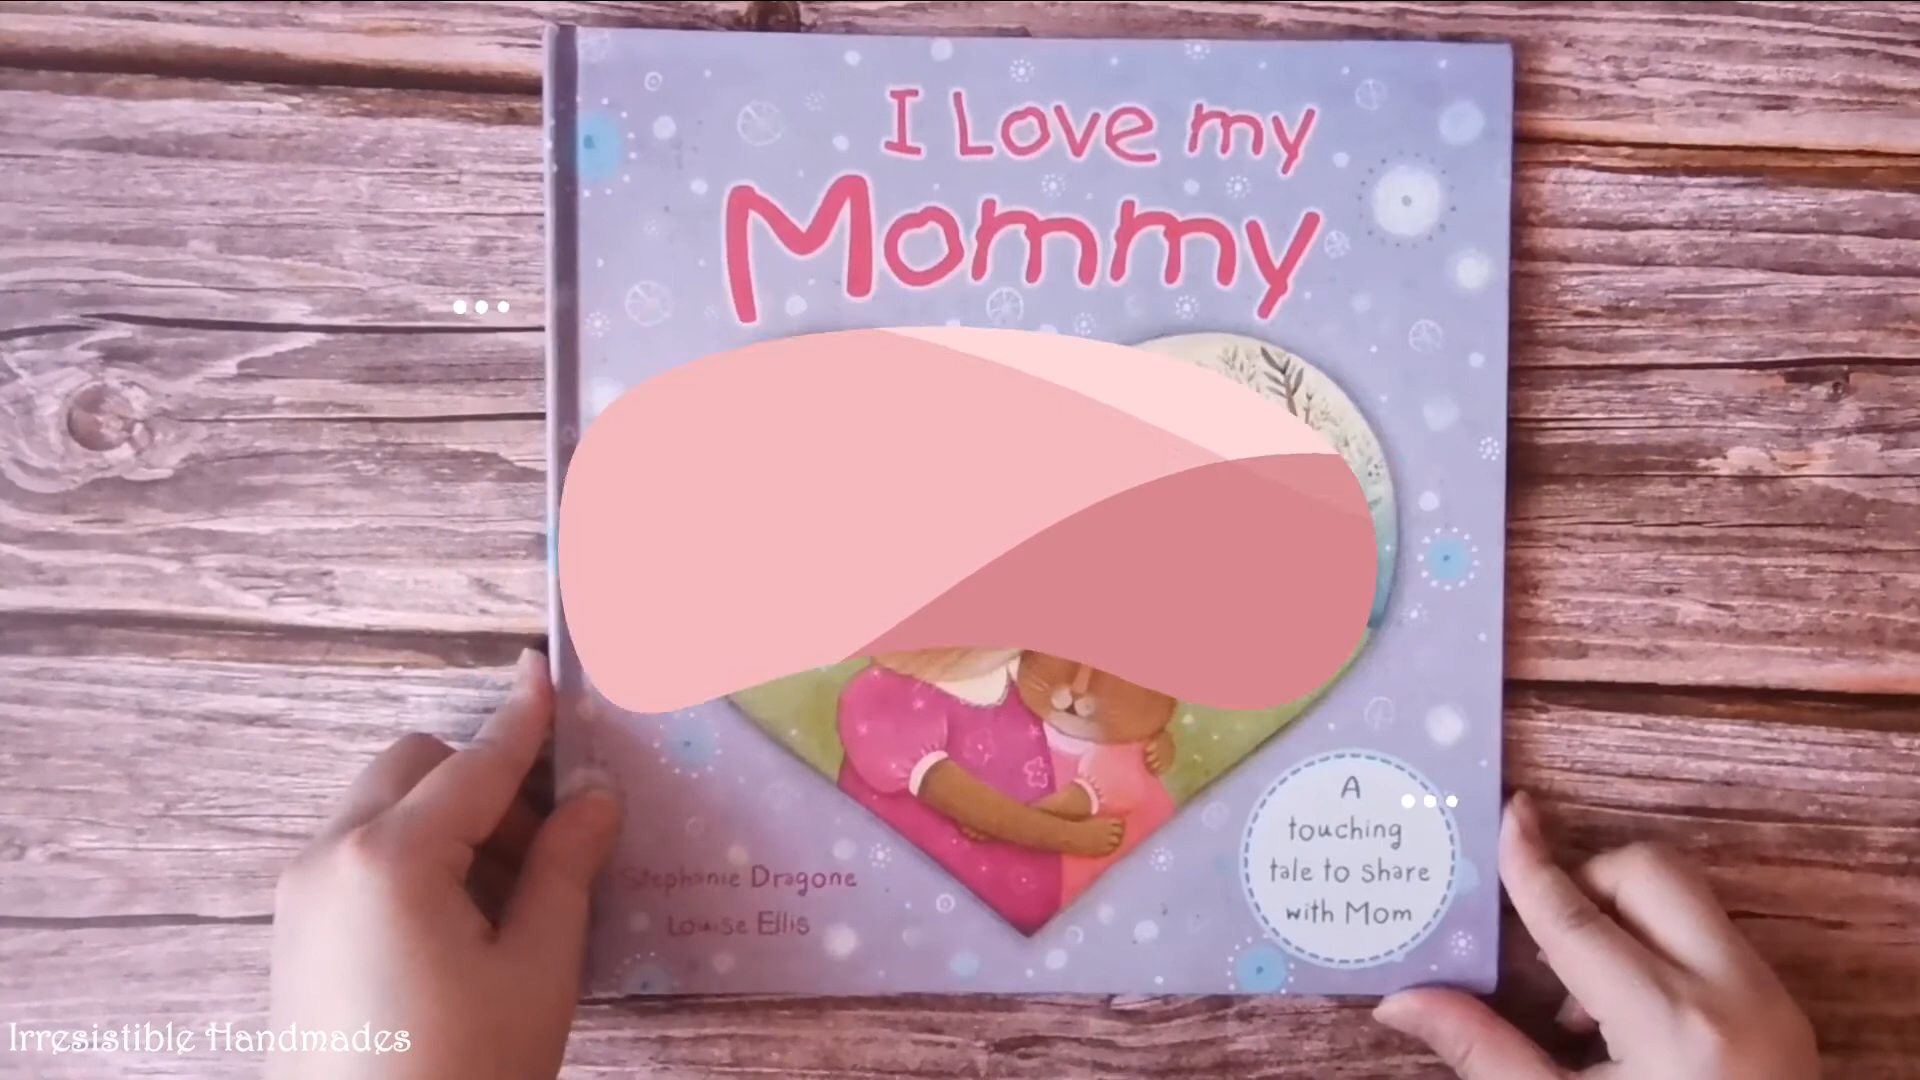 I Love my
Mommy
A
touching
tale to share
with Mom
Stephanie Dragone
Louise Ellis
Irresistible Handmades